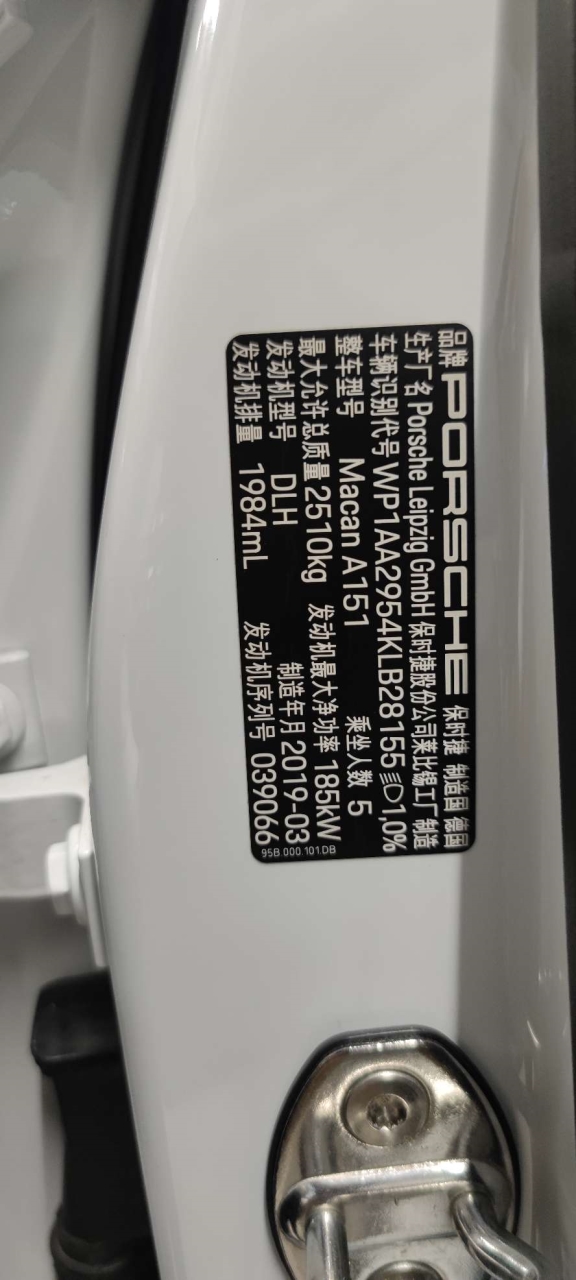 品牌 PORSCHE 保时捷 制造国 德国
生产厂名 Porsche Leipzig GmbH 保时捷股份公司莱比锡工厂 制造
车辆识别代号 WP1AA2954KLB28155 1,0%
整车型号 Macan A151 乘坐人数 5
最大允许总质量 2510kg 发动机最大净功率 185kW
发动机型号 DLH 制造年月 2019-03
发动机排量 1984mL 发动机序列号 039066
95B.000.101.DB